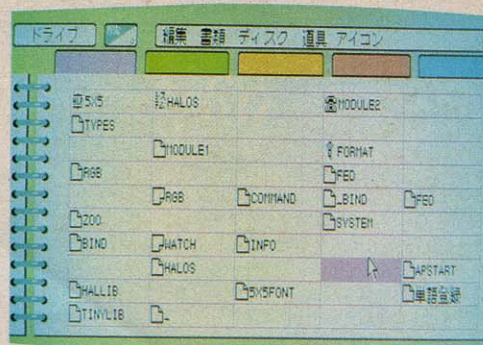 ドライブ 編集 書類 ディスク 道具 アイコン
5X5 HALOS MODULE2
TYPES
MODULE1 FORMAT
RGB FED
RGB COMMAND _BIND FED
ZOO SYSTEM
BIND WATCH INFO
HALOS APSTART
HALLIB 5X5FONT 単語登録
TINYLIB _